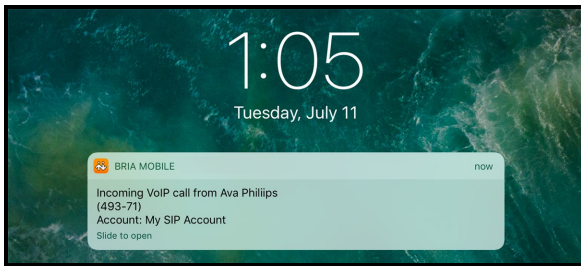 1:05
Tuesday, July 11
BRIA MOBILE now
Incoming VoIP call from Ava Philiips
(493-71)
Account: My SIP Account
Slide to open